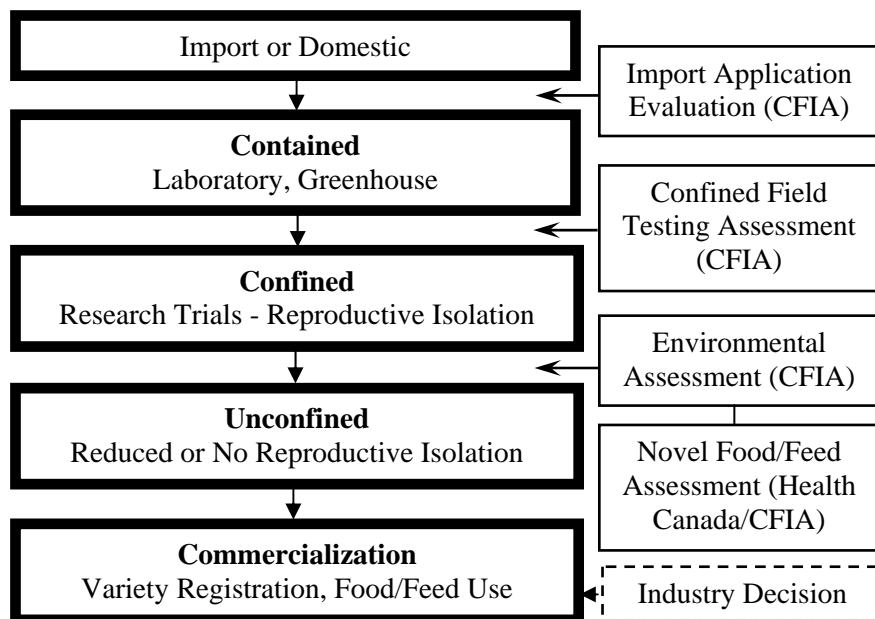 Import or Domestic
Import Application
Evaluation (CFIA)
Contained
Laboratory, Greenhouse
Confined Field
Testing Assessment
(CFIA)
Confined
Research Trials - Reproductive Isolation
Environmental
Assessment (CFIA)
Unconfined
Reduced or No Reproductive Isolation
Novel Food/Feed
Assessment (Health
Canada/CFIA)
Commercialization
Variety Registration, Food/Feed Use
Industry Decision